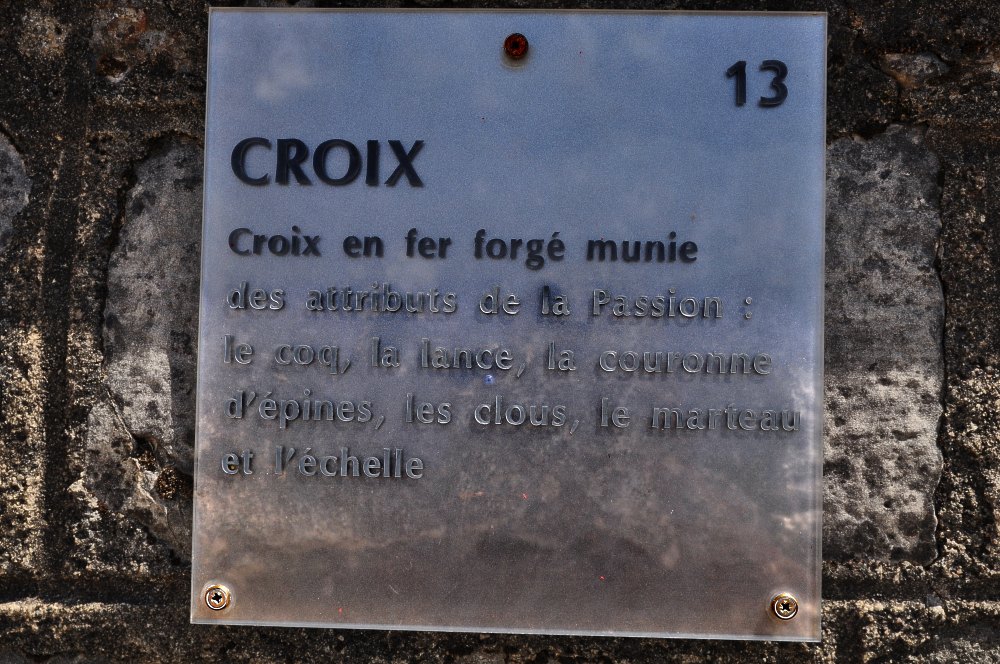 13
CROIX
Croix en fer forgé munie
des attributs de la Passion :
le coq, la lance, la couronne
d'épines, les clous, le marteau
et l'échelle